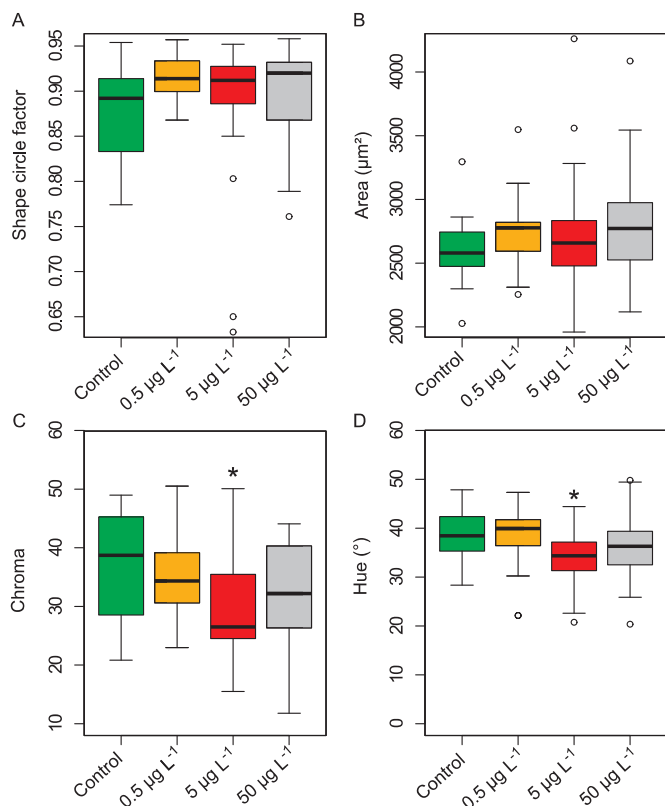 A
Shape circle factor
0.95
0.90
0.85
0.80
0.75
0.70
0.65
Control
0.5 µg L⁻¹
5 µg L⁻¹
50 µg L⁻¹
B
Area (µm²)
4000
3500
3000
2500
2000
Control
0.5 µg L⁻¹
5 µg L⁻¹
50 µg L⁻¹
C
Chroma
60
50
40
30
20
10
*
Control
0.5 µg L⁻¹
5 µg L⁻¹
50 µg L⁻¹
D
Hue (°)
60
50
40
30
20
10
0
*
Control
0.5 µg L⁻¹
5 µg L⁻¹
50 µg L⁻¹